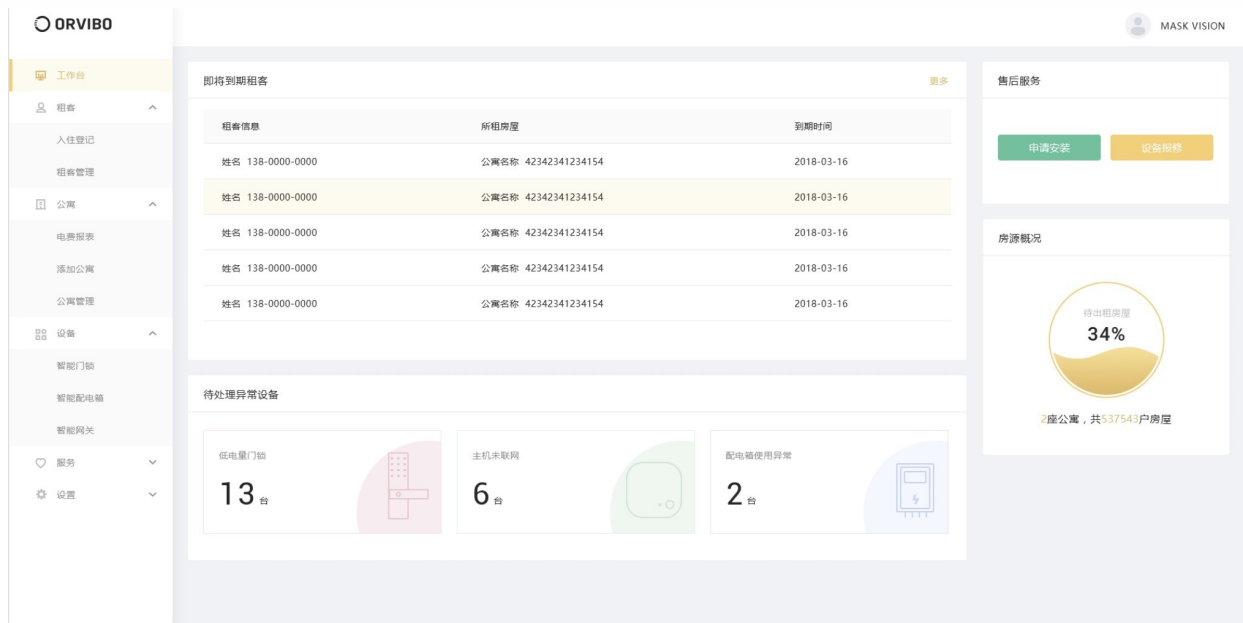 ORVIBO
MASK VISION
工作台
租客
入住登记
租客管理
公寓
电费报表
添加公寓
公寓管理
设备
智能门锁
智能配电箱
智能网关
服务
设置
即将到期租客 更多
租客信息 所租房屋 到期时间
姓名 138-0000-0000 公寓名称 42342341234154 2018-03-16
姓名 138-0000-0000 公寓名称 42342341234154 2018-03-16
姓名 138-0000-0000 公寓名称 42342341234154 2018-03-16
姓名 138-0000-0000 公寓名称 42342341234154 2018-03-16
姓名 138-0000-0000 公寓名称 42342341234154 2018-03-16
待处理异常设备
低电量门锁
13 台
主机未联网
6 台
配电箱使用异常
2 台
售后服务
申请安装 设备报修
房源概况
待出租房屋
34%
2座公寓，共537543户房屋